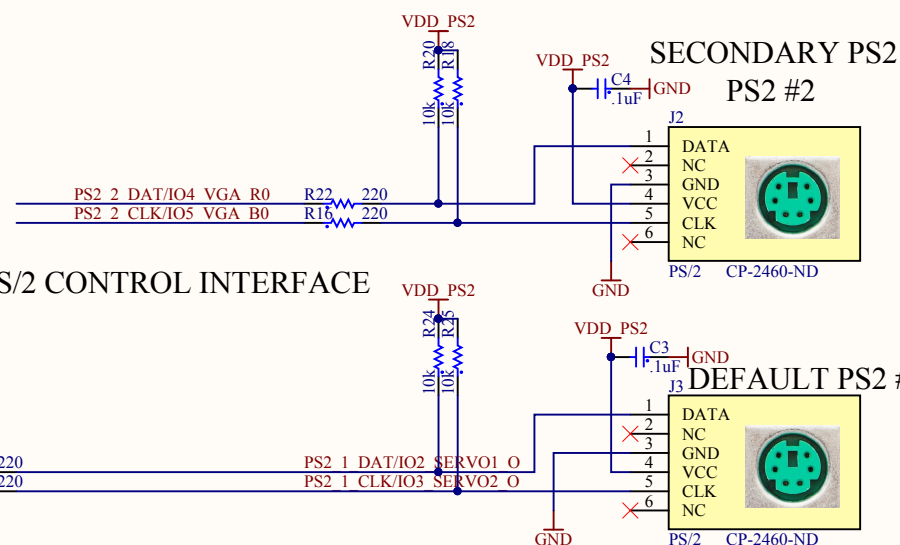 VDD_PS2
R20
R18
10k
10k
VDD_PS2
C4
.1uF
GND
SECONDARY PS2
PS2 #2
J2
1 DATA
2 NC
3 GND
4 VCC
5 CLK
6 NC
PS/2 CP-2460-ND
GND
PS2_2_DAT/IO4_VGA_R0 R22 220
PS2_2_CLK/IO5_VGA_B0 R16 220
S/2 CONTROL INTERFACE
VDD_PS2
R24
R25
10k
10k
VDD_PS2
C3
.1uF
GND
DEFAULT PS2 #
J3
1 DATA
2 NC
3 GND
4 VCC
5 CLK
6 NC
PS/2 CP-2460-ND
GND
220 PS2_1_DAT/IO2_SERVO1_O
220 PS2_1_CLK/IO3_SERVO2_O